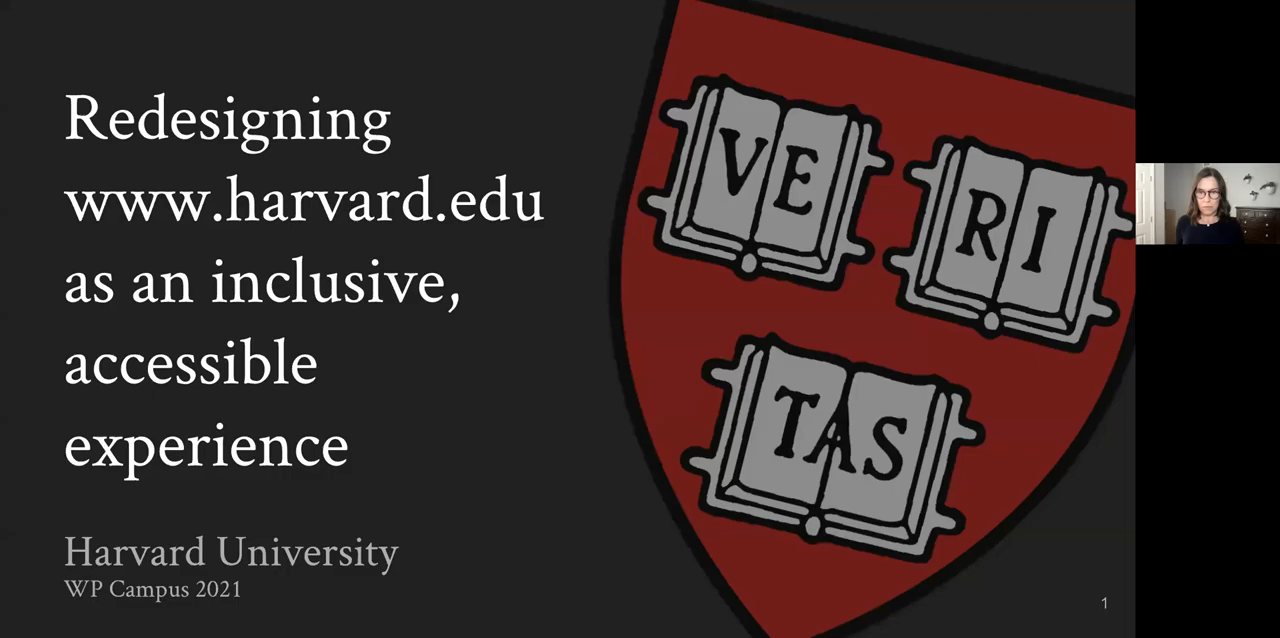 Redesigning
www.harvard.edu
as an inclusive,
accessible
experience
Harvard University
WP Campus 2021
VE
RI
TAS
1